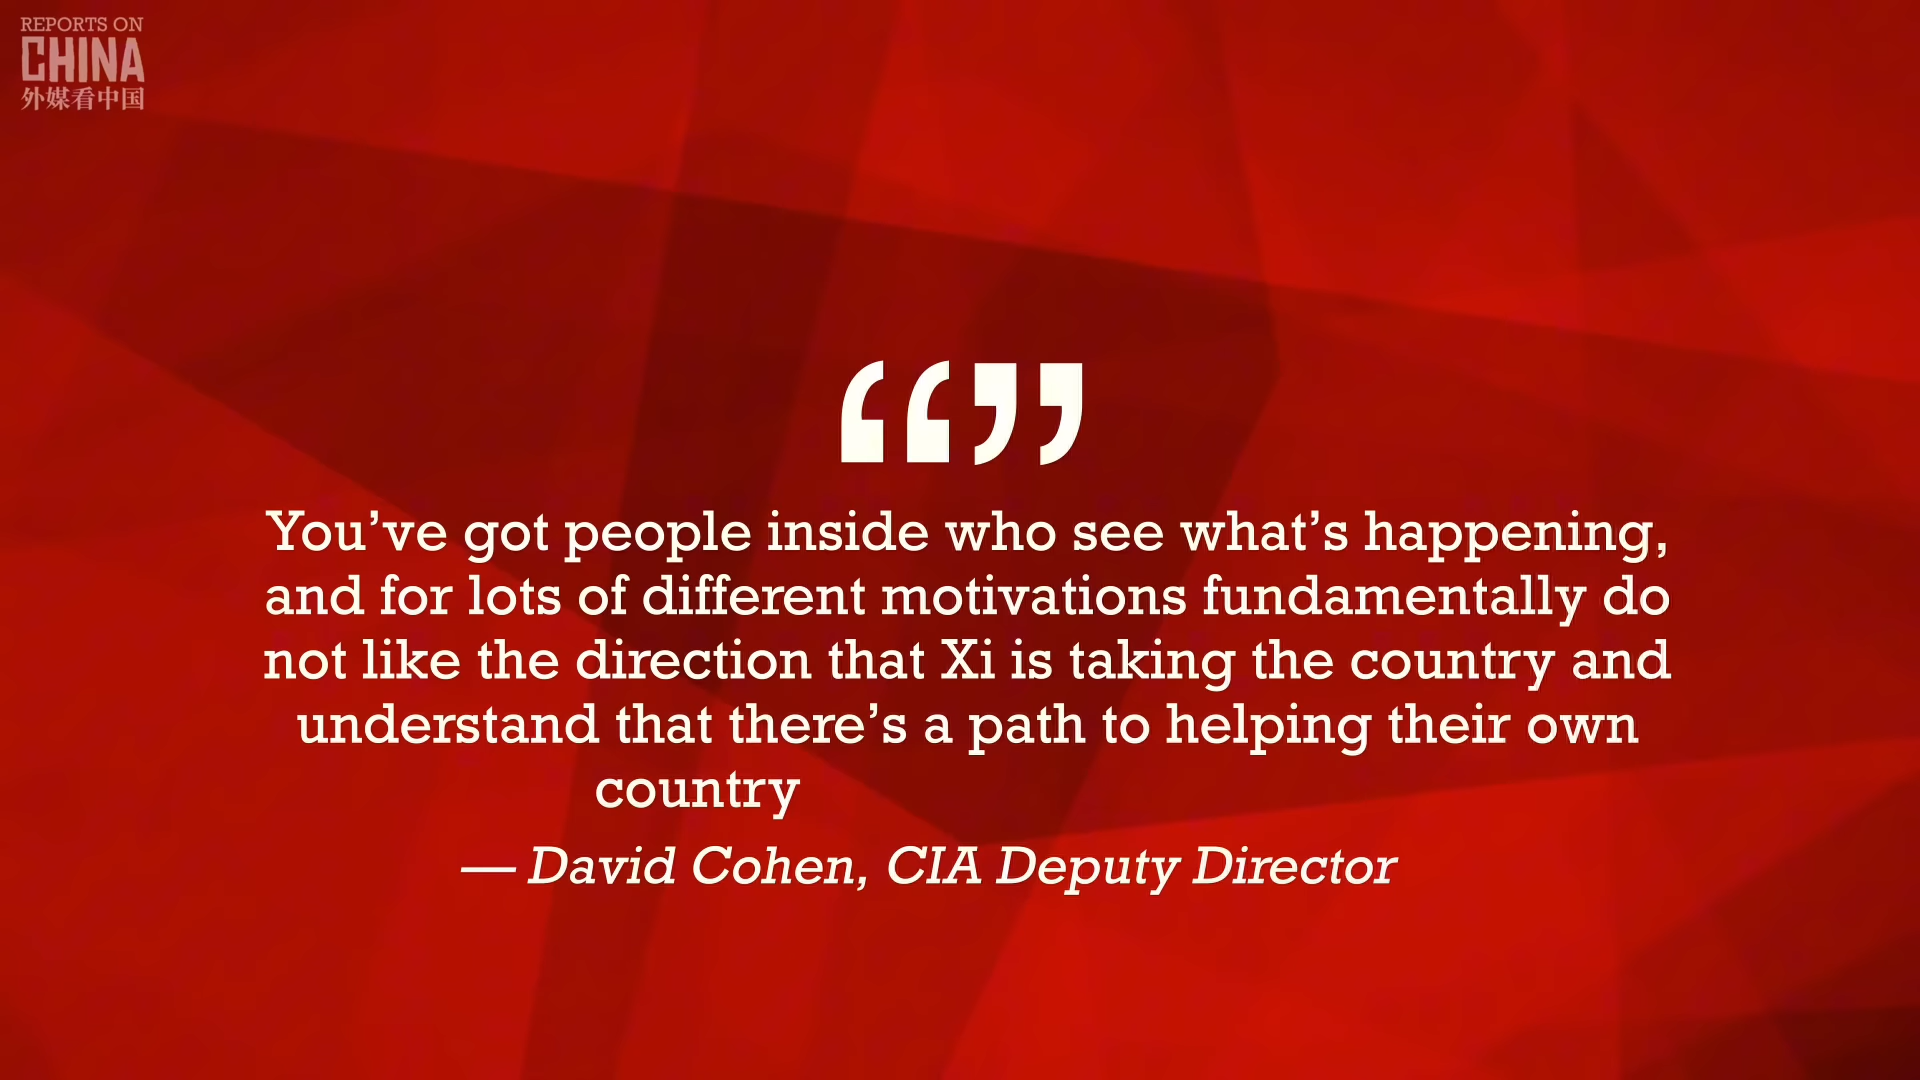 REPORTS ON
CHINA
外媒看中国
“”
You’ve got people inside who see what’s happening,
and for lots of different motivations fundamentally do
not like the direction that Xi is taking the country and
understand that there’s a path to helping their own
country
— David Cohen, CIA Deputy Director